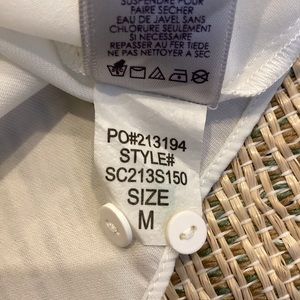 SUSPENDRE POUR
FAIRE SECHER
EAU DE JAVEL SANS
CHLORURE SEULEMENT
SI NECESSAIRE
REPASSER AU FER TIEDE
NE PAS NETTOYER A SEC
PO#213194
STYLE#
SC213S150
SIZE
M